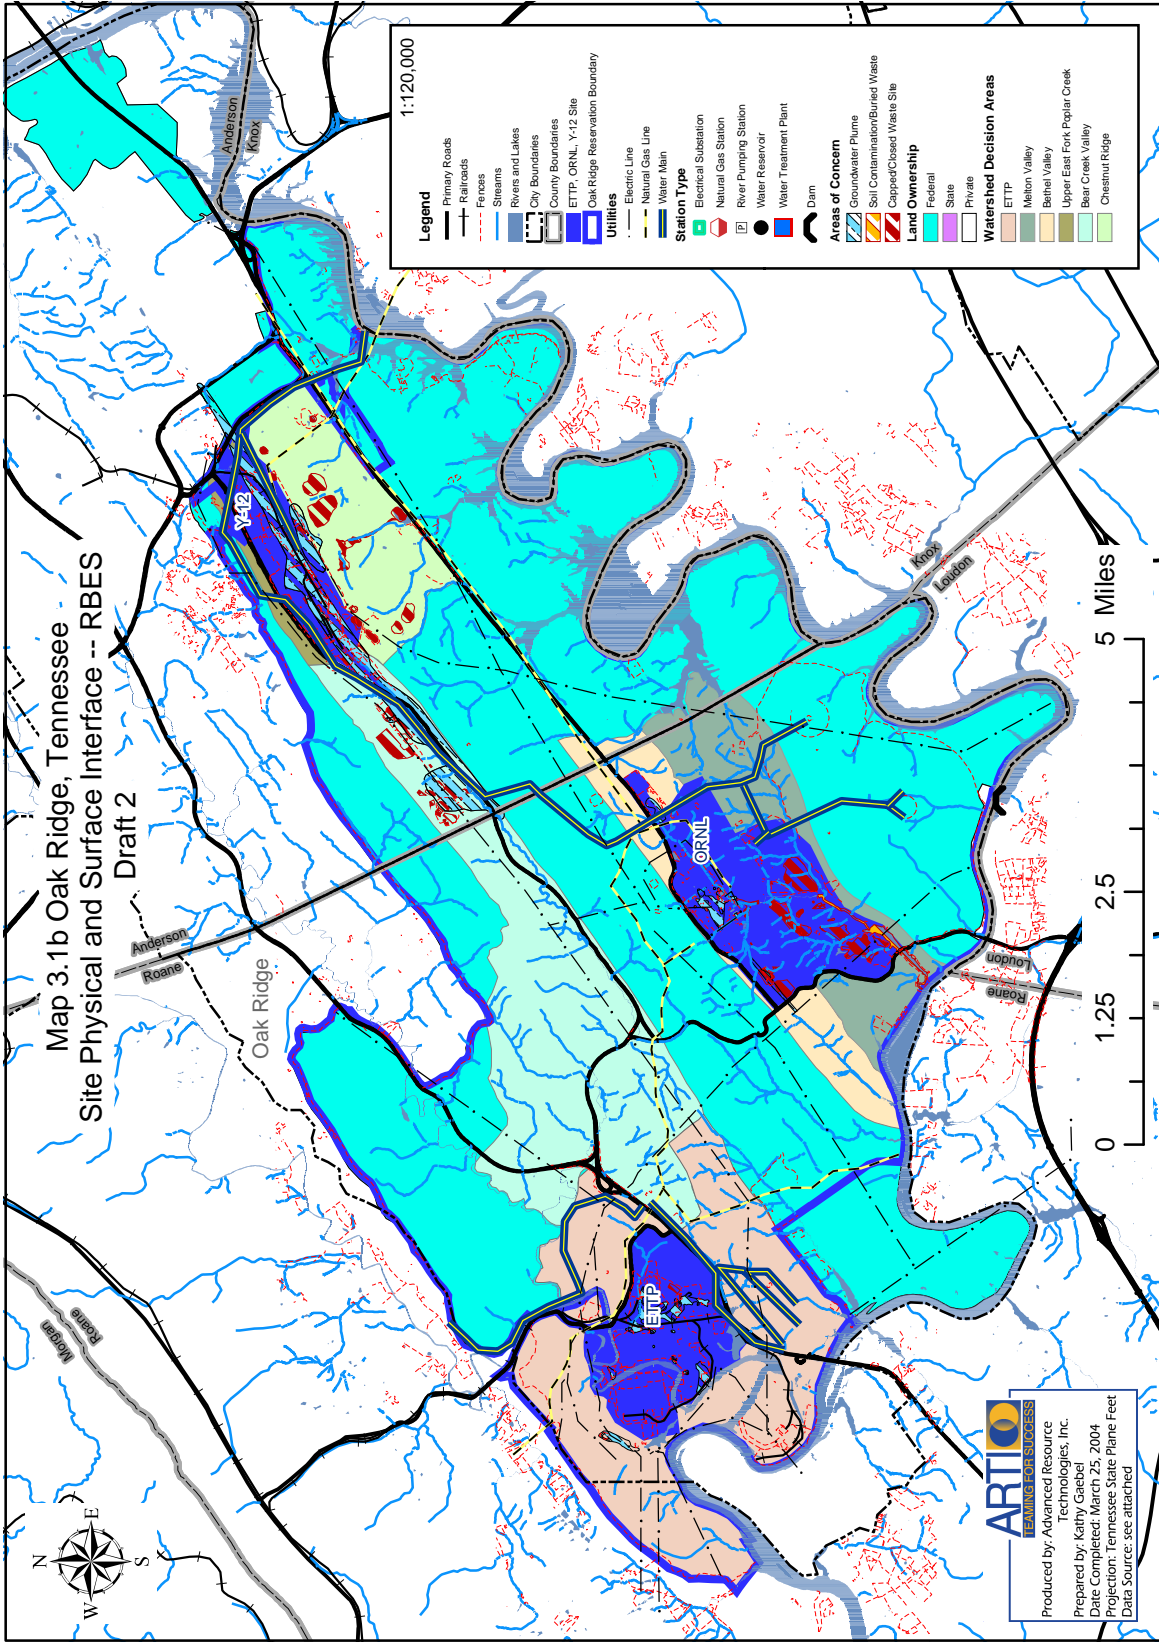 Map 3.1b Oak Ridge, Tennessee -
Site Physical and Surface Interface -- RBES
Draft 2
N
W
E
S
Morgan
Roane
Anderson
Roane
Oak Ridge
Anderson
Knox
Y-12
ORNL
ETTP
Knox
Loudon
Loudon
Roane
0
1.25
2.5
5 Miles
1:120,000
Legend
Primary Roads
Railroads
Fences
Streams
Rivers and Lakes
City Boundaries
County Boundaries
ETTP, ORNL, Y-12 Site
Oak Ridge Reservation Boundary
Utilities
Electric Line
Natural Gas Line
Water Main
Station Type
Electrical Substation
Natural Gas Station
P
River Pumping Station
Water Reservoir
Water Treatment Plant
Dam
Areas of Concern
Groundwater Plume
Soil Contamination/Buried Waste
Capped/Closed Waste Site
Land Ownership
Federal
State
Private
Watershed Decision Areas
ETTP
Melton Valley
Bethel Valley
Upper East Fork Poplar Creek
Bear Creek Valley
Chestnut Ridge
ARTI
TEAMING FOR SUCCESS
Produced by: Advanced Resource
Technologies, Inc.
Prepared by: Kathy Gaebel
Date Completed: March 25, 2004
Projection: Tennessee State Plane Feet
Data Source: see attached